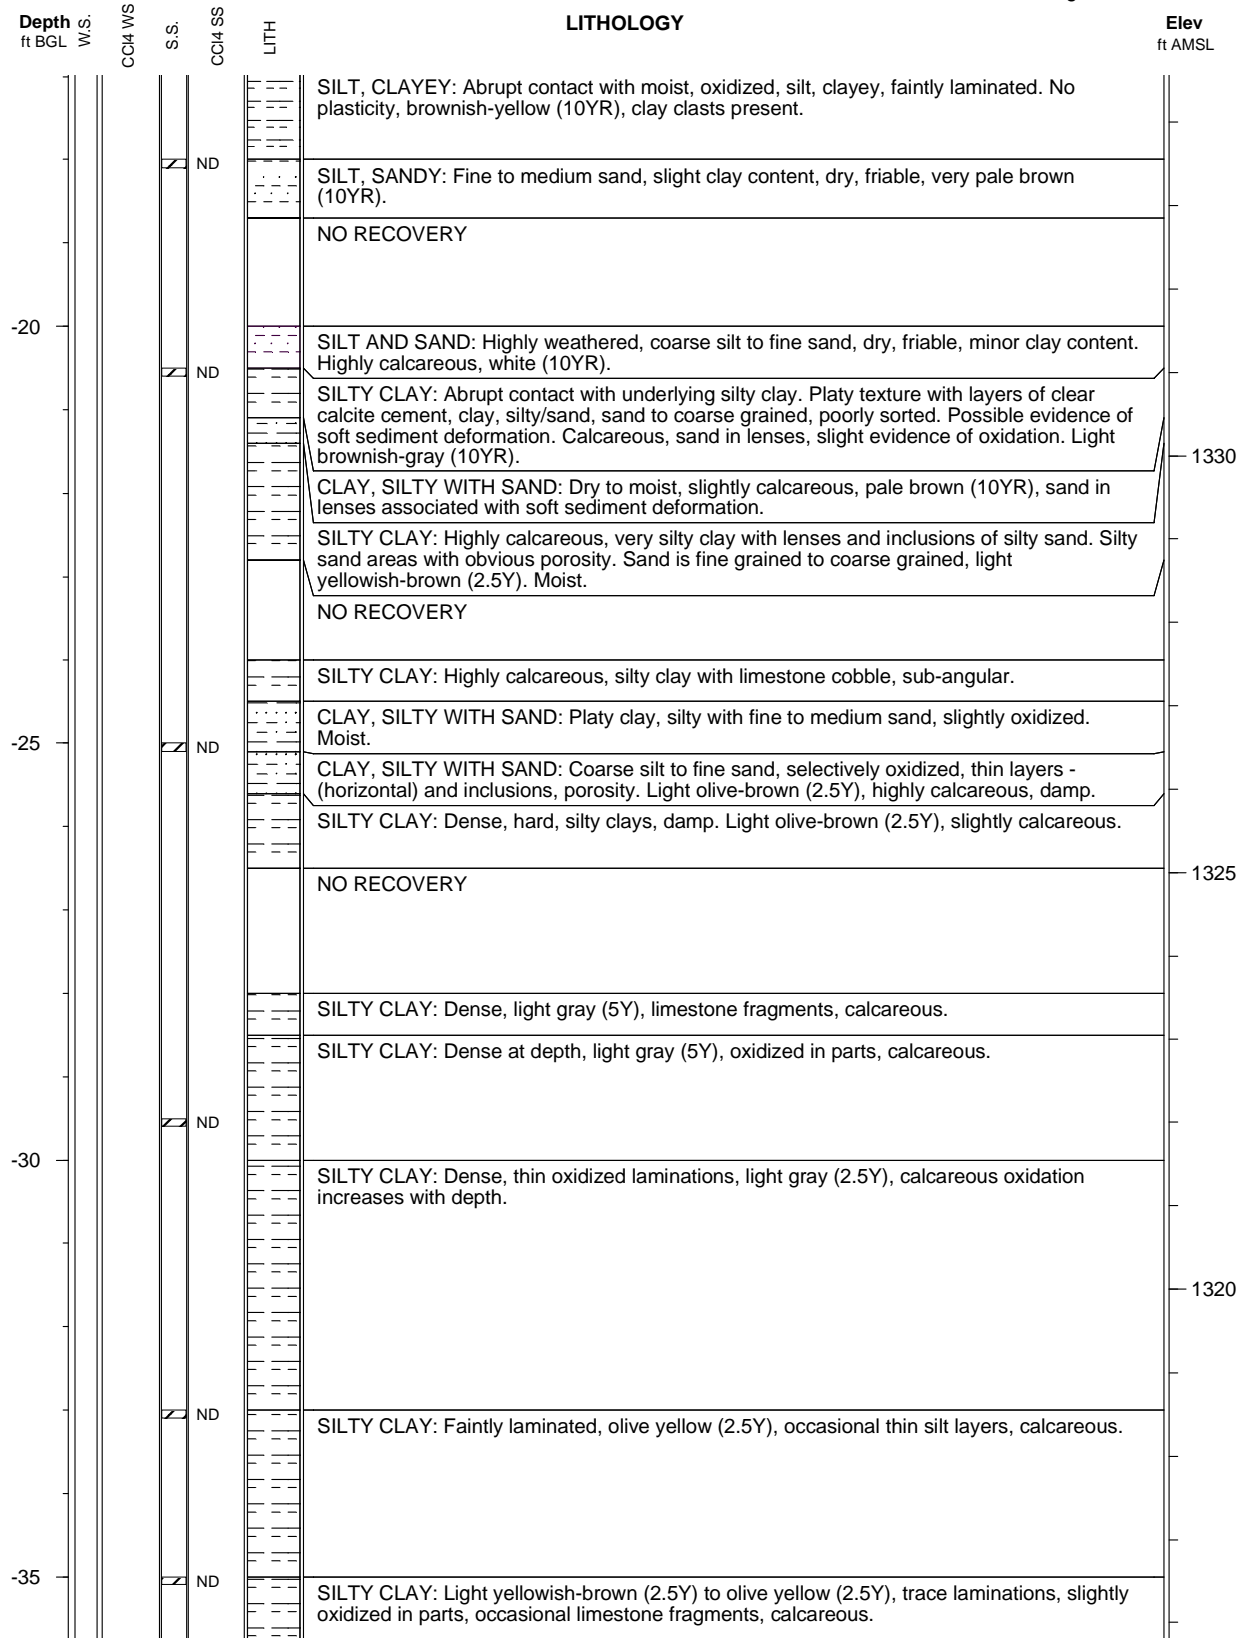 Depth
ft BGL
W.S.
CCl4 WS
S.S.
CCl4 SS
LITH
LITHOLOGY
Elev
ft AMSL
SILT, CLAYEY: Abrupt contact with moist, oxidized, silt, clayey, faintly laminated. No
plasticity, brownish-yellow (10YR), clay clasts present.
ND
SILT, SANDY: Fine to medium sand, slight clay content, dry, friable, very pale brown
(10YR).
NO RECOVERY
-20
SILT AND SAND: Highly weathered, coarse silt to fine sand, dry, friable, minor clay content.
Highly calcareous, white (10YR).
ND
SILTY CLAY: Abrupt contact with underlying silty clay. Platy texture with layers of clear
calcite cement, clay, silty/sand, sand to coarse grained, poorly sorted. Possible evidence of
soft sediment deformation. Calcareous, sand in lenses, slight evidence of oxidation. Light
brownish-gray (10YR).
1330
CLAY, SILTY WITH SAND: Dry to moist, slightly calcareous, pale brown (10YR), sand in
lenses associated with soft sediment deformation.
SILTY CLAY: Highly calcareous, very silty clay with lenses and inclusions of silty sand. Silty
sand areas with obvious porosity. Sand is fine grained to coarse grained, light
yellowish-brown (2.5Y). Moist.
NO RECOVERY
SILTY CLAY: Highly calcareous, silty clay with limestone cobble, sub-angular.
CLAY, SILTY WITH SAND: Platy clay, silty with fine to medium sand, slightly oxidized.
Moist.
-25
ND
CLAY, SILTY WITH SAND: Coarse silt to fine sand, selectively oxidized, thin layers -
(horizontal) and inclusions, porosity. Light olive-brown (2.5Y), highly calcareous, damp.
SILTY CLAY: Dense, hard, silty clays, damp. Light olive-brown (2.5Y), slightly calcareous.
1325
NO RECOVERY
SILTY CLAY: Dense, light gray (5Y), limestone fragments, calcareous.
SILTY CLAY: Dense at depth, light gray (5Y), oxidized in parts, calcareous.
ND
-30
SILTY CLAY: Dense, thin oxidized laminations, light gray (2.5Y), calcareous oxidation
increases with depth.
1320
ND
SILTY CLAY: Faintly laminated, olive yellow (2.5Y), occasional thin silt layers, calcareous.
-35
ND
SILTY CLAY: Light yellowish-brown (2.5Y) to olive yellow (2.5Y), trace laminations, slightly
oxidized in parts, occasional limestone fragments, calcareous.